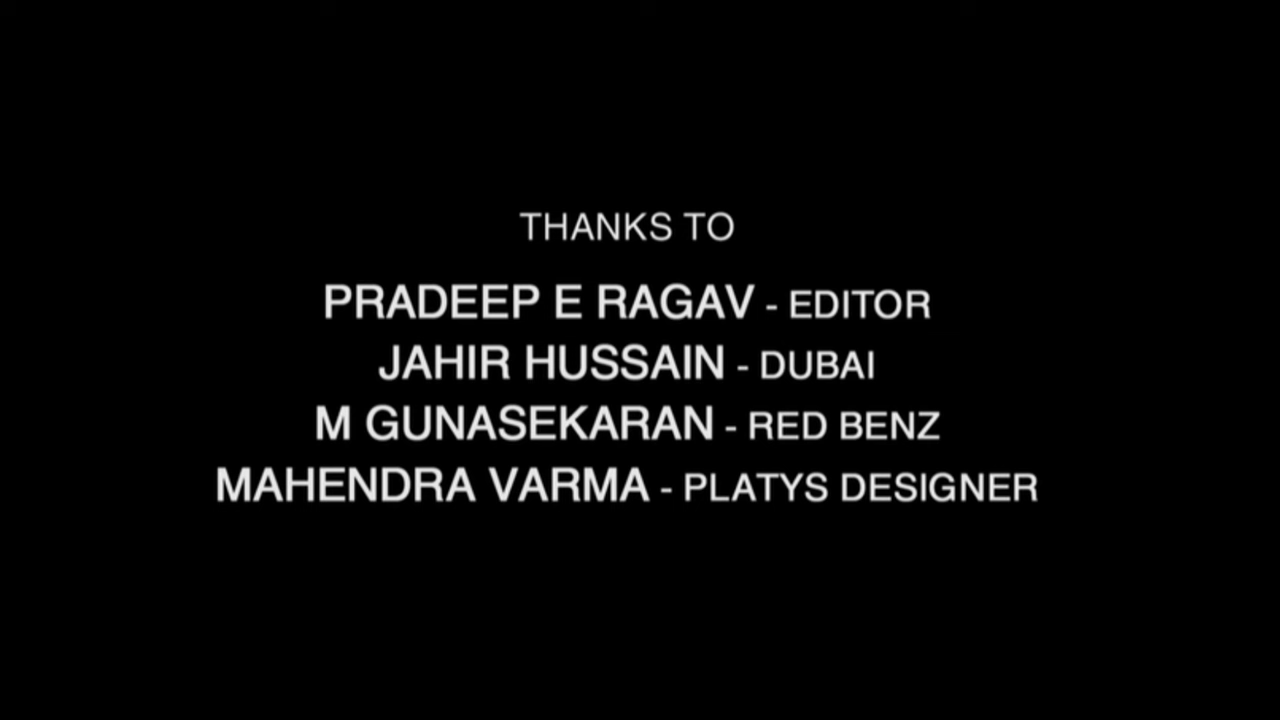 THANKS TO
PRADEEP E RAGAV - EDITOR
JAHIR HUSSAIN - DUBAI
M GUNASEKARAN - RED BENZ
MAHENDRA VARMA - PLATYS DESIGNER